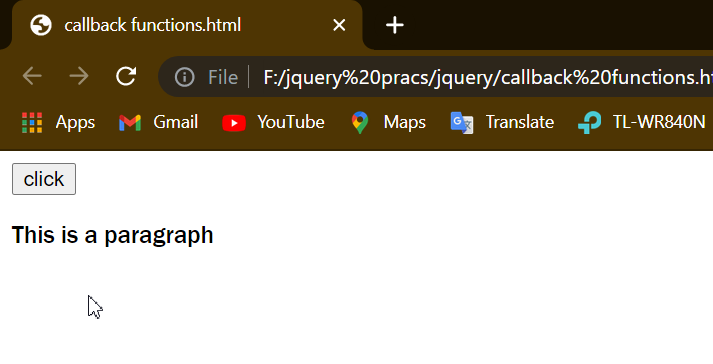 callback functions.html
File F:/jquery%20pracs/jquery/callback%20functions.h
Apps Gmail YouTube Maps Translate TL-WR840N
click
This is a paragraph